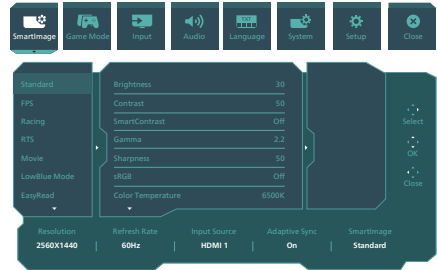 SmartImage
Game Mode
Input
Audio
TXT
Language
System
Setup
Close
Standard
FPS
Racing
RTS
Movie
LowBlue Mode
EasyRead
Brightness 30
Contrast 50
SmartContrast Off
Gamma 2.2
Sharpness 50
sRGB Off
Color Temperature 6500K
Select
OK
Close
Resolution Refresh Rate Input Source Adaptive Sync SmartImage
2560X1440 | 60Hz | HDMI 1 | On | Standard